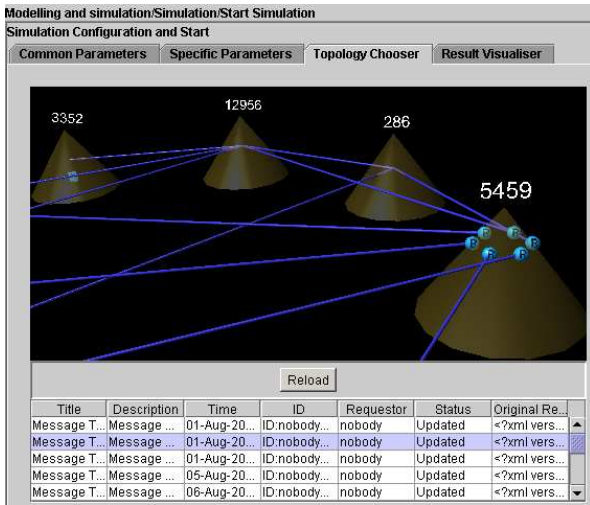 Modelling and simulation/Simulation/Start Simulation
Simulation Configuration and Start
Common Parameters Specific Parameters Topology Chooser Result Visualiser
3352 12956 286
5459
R R
R R
R R
Reload
Title Description Time ID Requestor Status Original Re...
Message T... Message ... 01-Aug-20... ID:nobody... nobody Updated <?xml vers...
Message T... Message ... 01-Aug-20... ID:nobody... nobody Updated <?xml vers...
Message T... Message ... 01-Aug-20... ID:nobody... nobody Updated <?xml vers...
Message T... Message ... 05-Aug-20... ID:nobody... nobody Updated <?xml vers...
Message T... Message ... 06-Aug-20... ID:nobody... nobody Updated <?xml vers...